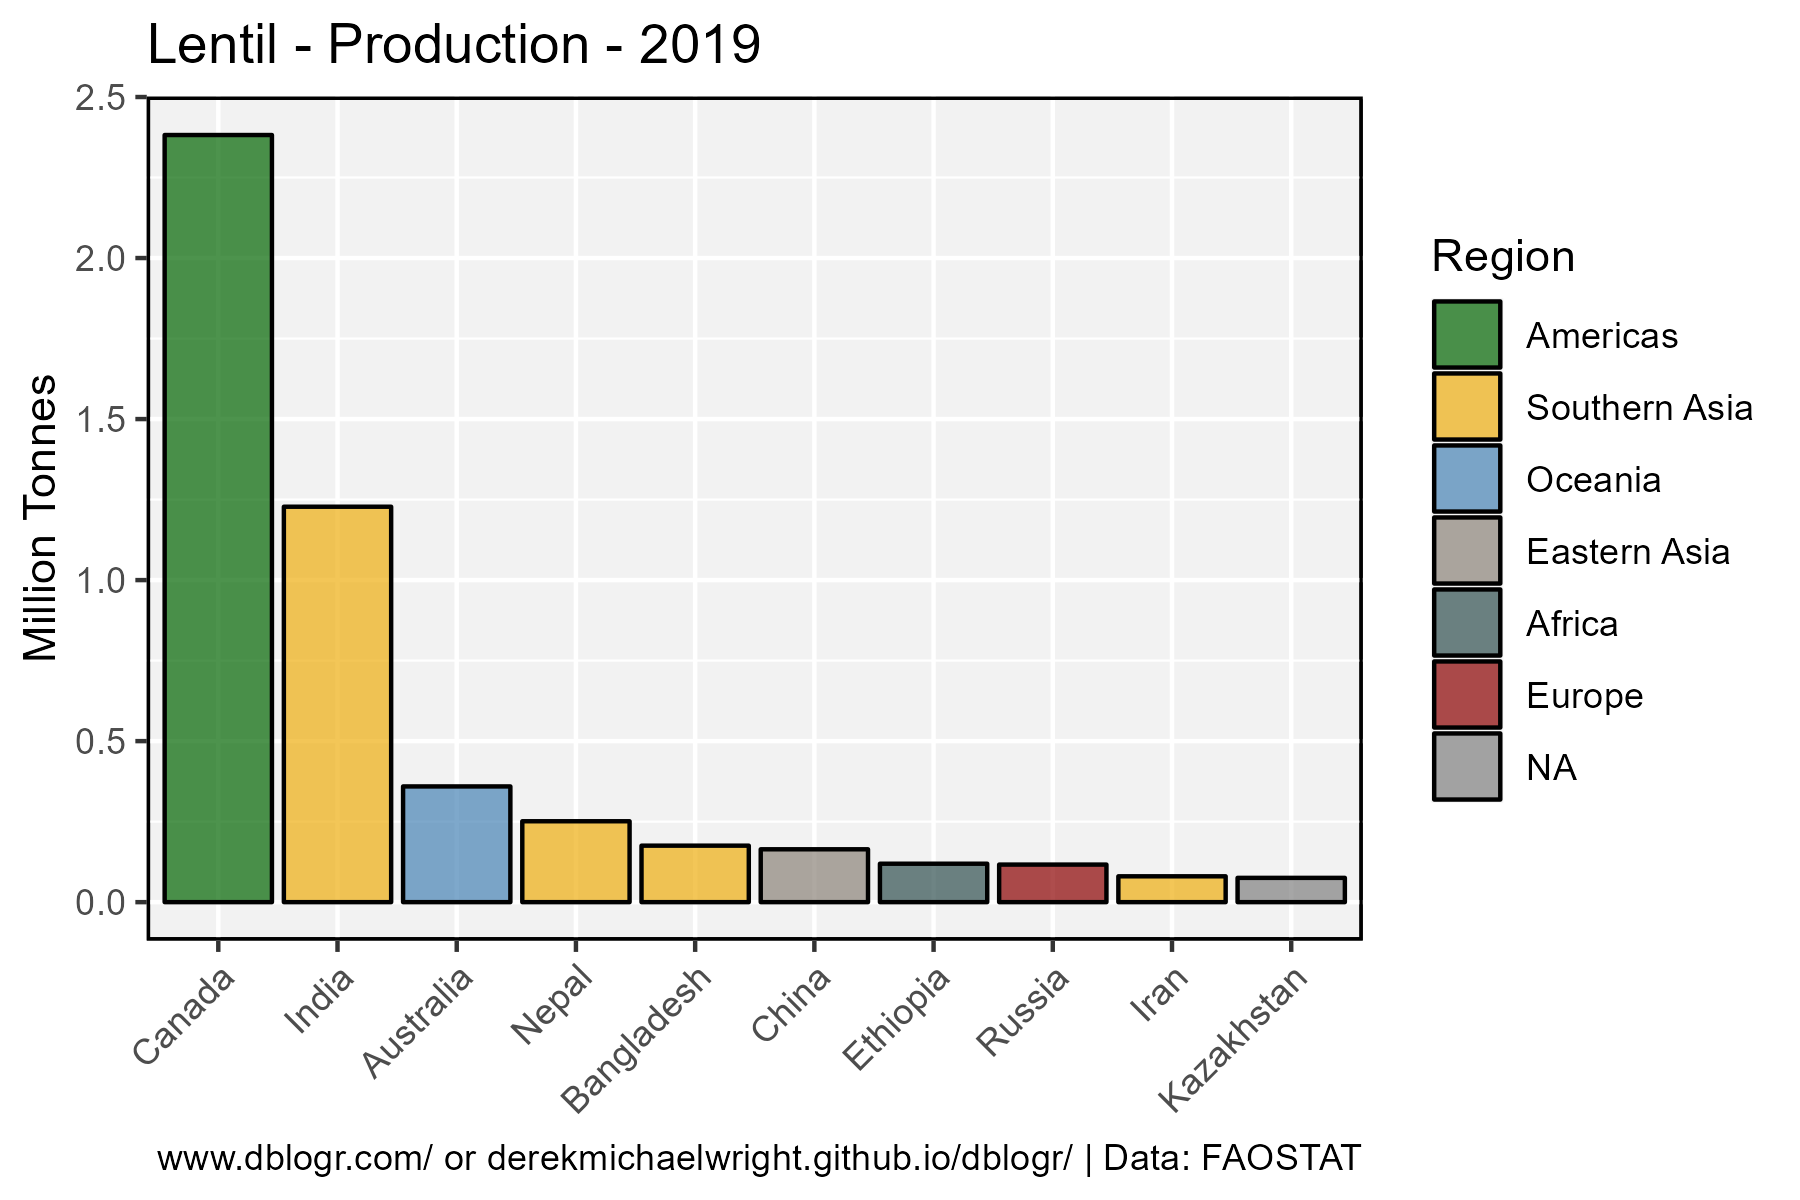 Lentil - Production - 2019
Million Tonnes
2.5
2.0
1.5
1.0
0.5
0.0
Canada
India
Australia
Nepal
Bangladesh
China
Ethiopia
Russia
Iran
Kazakhstan
Region
Americas
Southern Asia
Oceania
Eastern Asia
Africa
Europe
NA
www.dblogr.com/ or derekmichaelwright.github.io/dblogr/ | Data: FAOSTAT